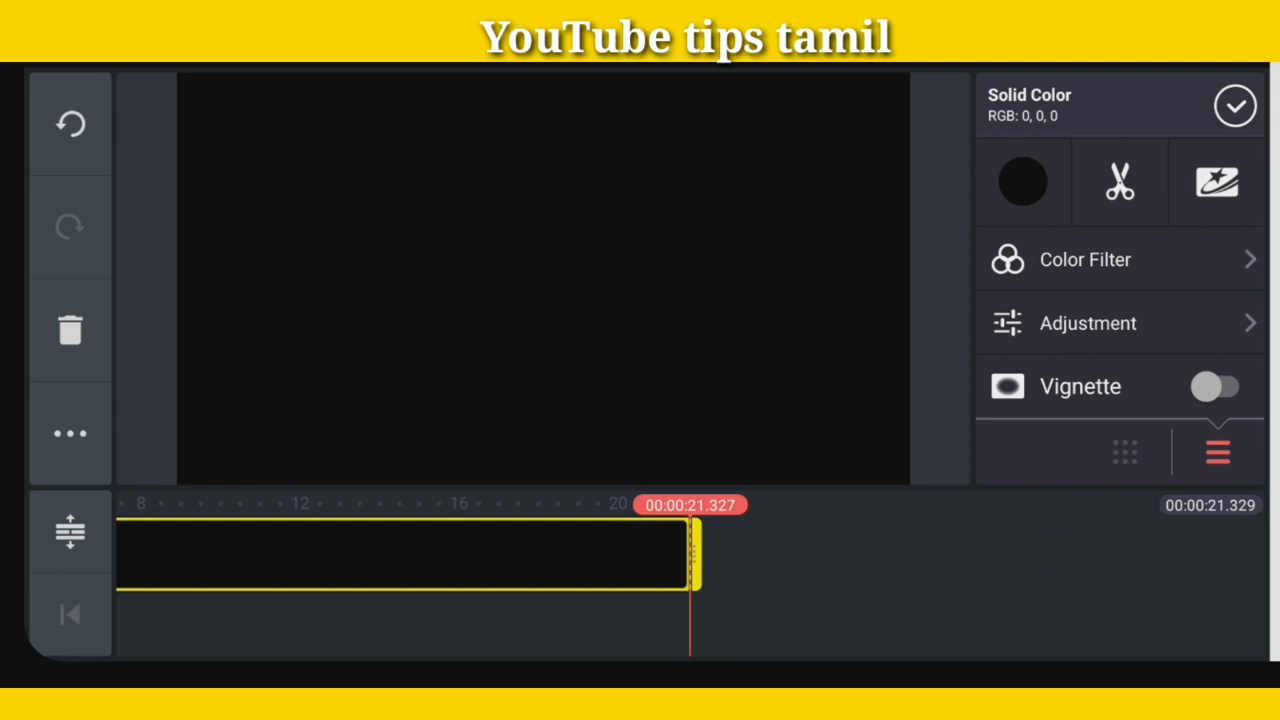 YouTube tips tamil
Solid Color
RGB: 0, 0, 0
Color Filter
Adjustment
Vignette
8 12 16 20 00:00:21.327 00:00:21.329